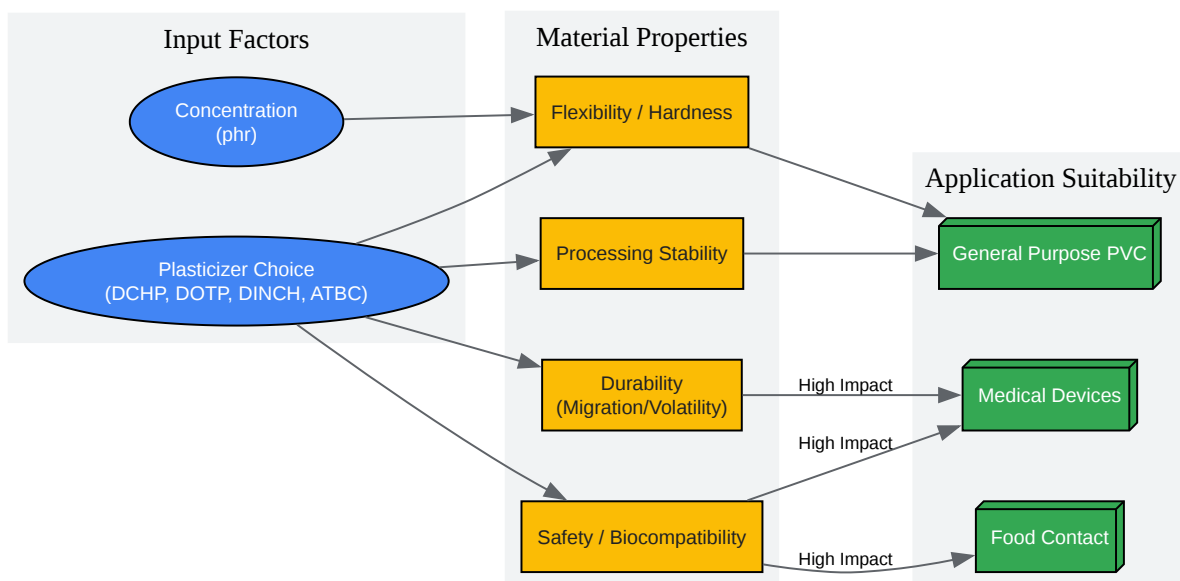 Input Factors
Concentration
(phr)
Plasticizer Choice
(DCHP, DOTP, DINCH, ATBC)
Material Properties
Flexibility / Hardness
Processing Stability
Durability
(Migration/Volatility)
Safety / Biocompatibility
High Impact
High Impact
High Impact
Application Suitability
General Purpose PVC
Medical Devices
Food Contact